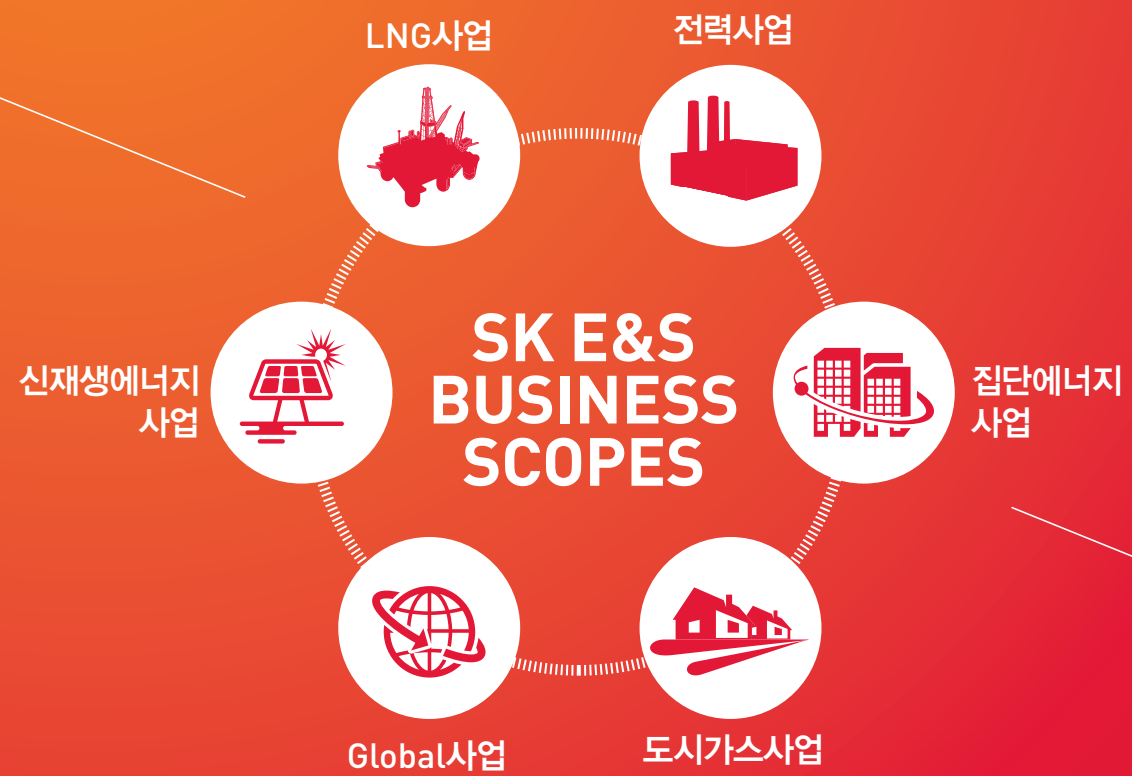 LNG사업
전력사업
SK E&S
BUSINESS
SCOPES
신재생에너지
사업
집단에너지
사업
Global사업
도시가스사업